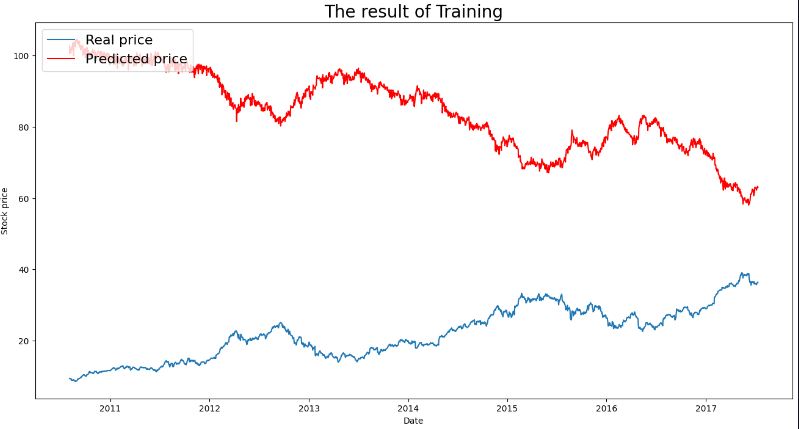 The result of Training
Real price
Predicted price
100
80
60
40
20
Stock price
2011 2012 2013 2014 2015 2016 2017
Date